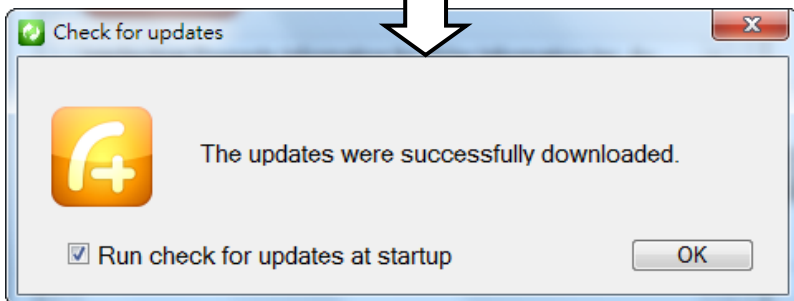 Check for updates
The updates were successfully downloaded.
Run check for updates at startup
OK